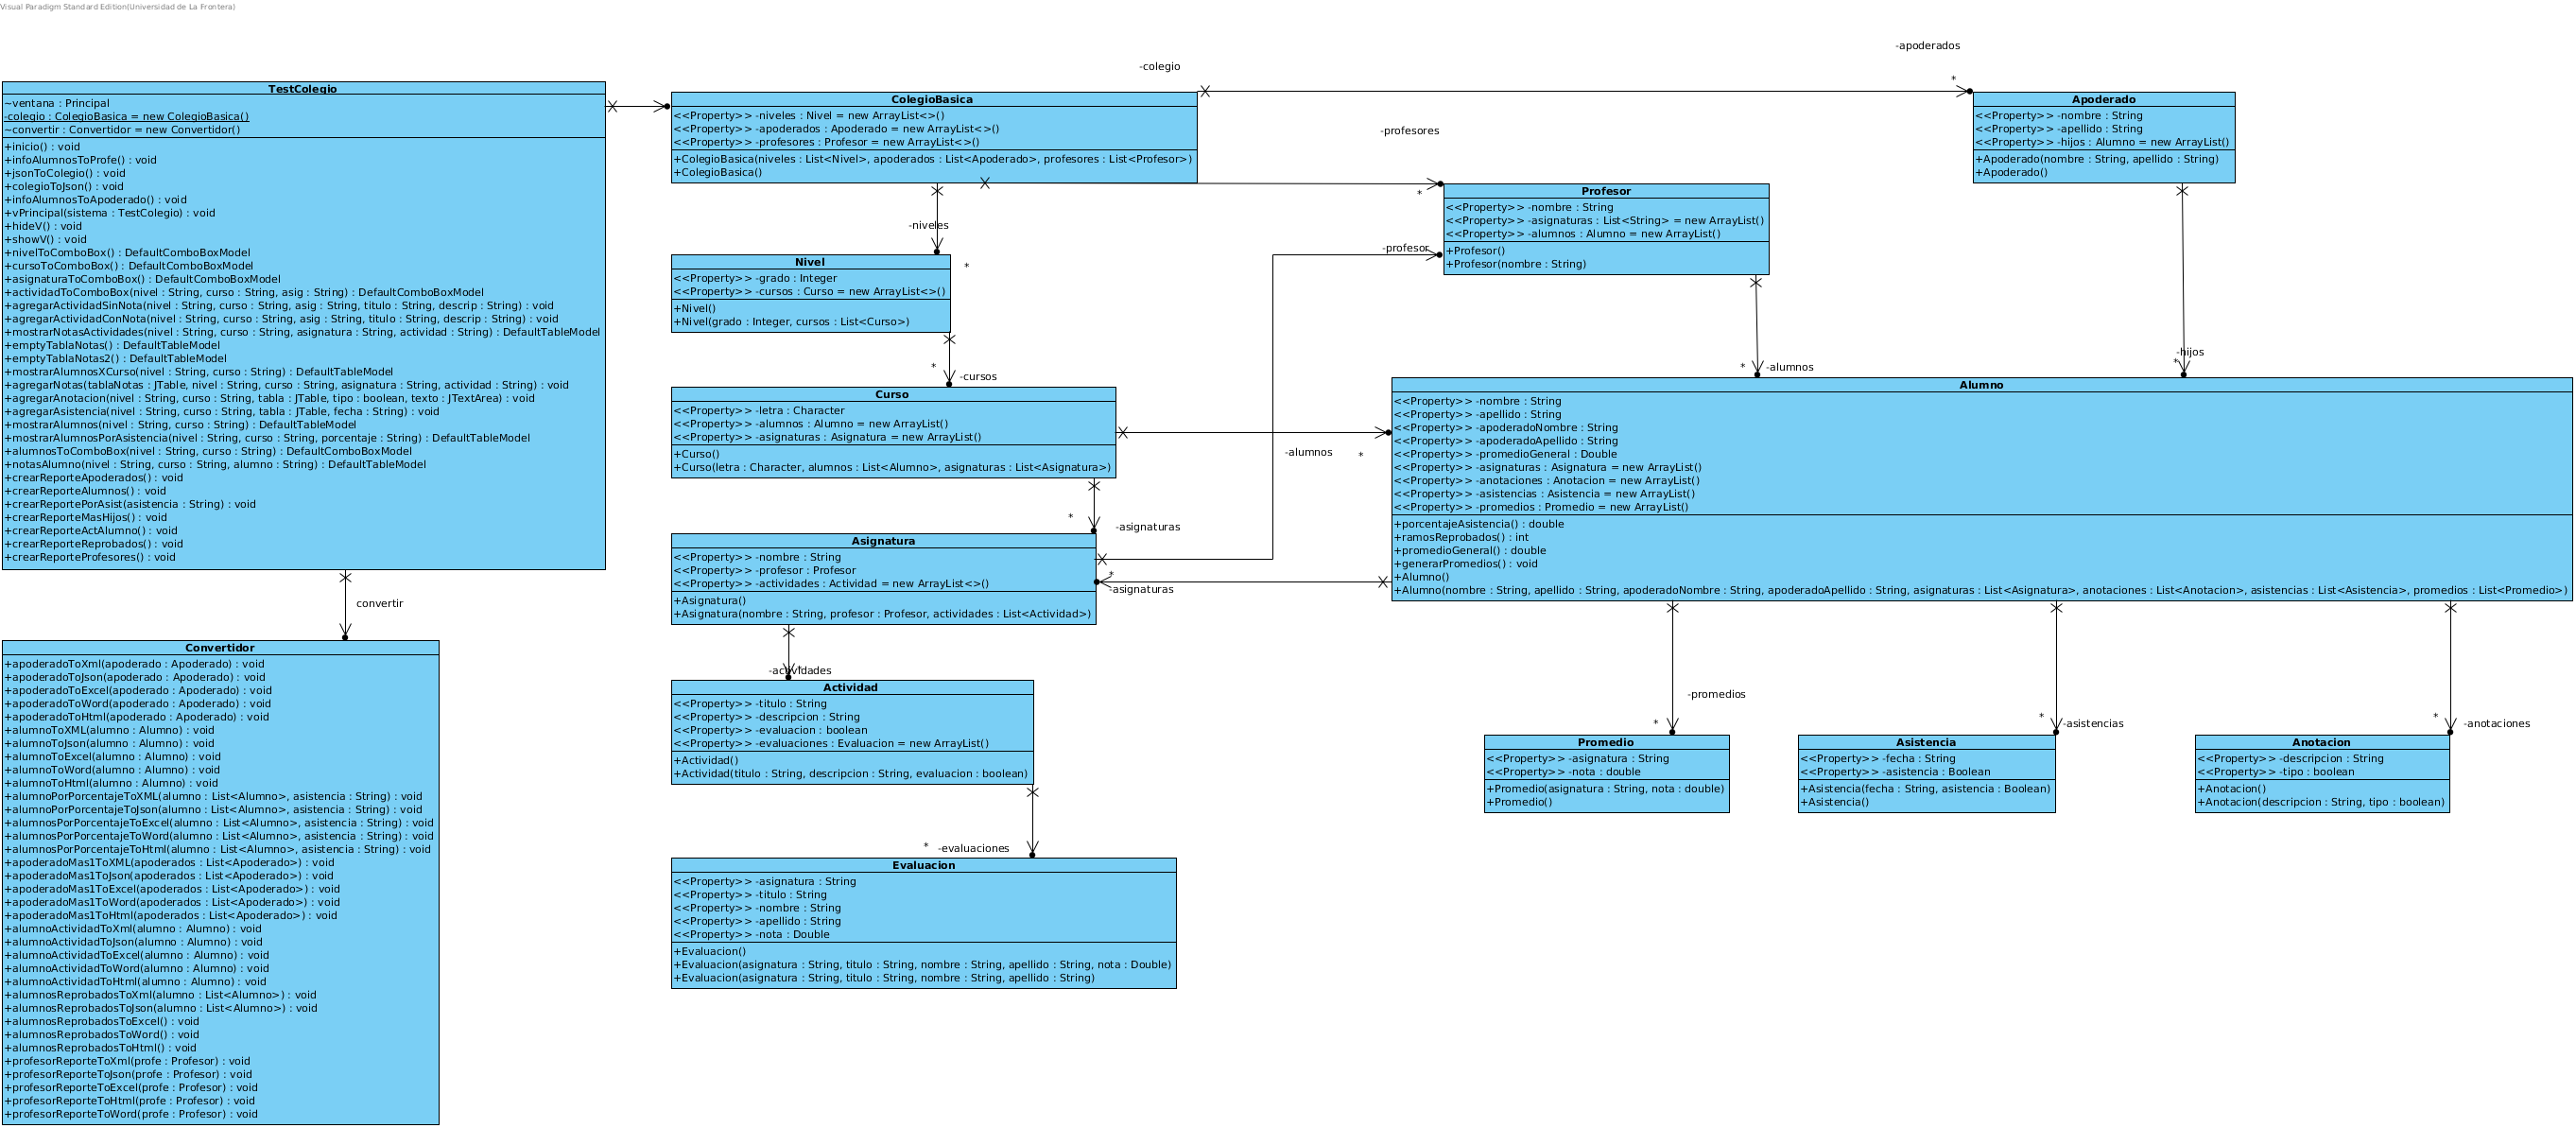 Visual Paradigm Standard Edition(Universidad de La Frontera)
TestColegio
~ventana : Principal
-colegio : ColegioBasica = new ColegioBasica()
~convertir : Convertidor = new Convertidor()
+inicio() : void
+infoAlumnosToProfe() : void
+jsonToColegio() : void
+colegioToJson() : void
+infoAlumnosToApoderado() : void
+vPrincipal(sistema : TestColegio) : void
+hideV() : void
+showV() : void
+nivelToComboBox() : DefaultComboBoxModel
+cursoToComboBox() : DefaultComboBoxModel
+asignaturaToComboBox() : DefaultComboBoxModel
+actividadToComboBox(nivel : String, curso : String, asig : String) : DefaultComboBoxModel
+agregarActividadSinNota(nivel : String, curso : String, asig : String, titulo : String, descrip : String) : void
+agregarActividadConNota(nivel : String, curso : String, asig : String, titulo : String, descrip : String) : void
+mostrarNotasActividades(nivel : String, curso : String, asignatura : String, actividad : String) : DefaultTableModel
+emptyTablaNotas() : DefaultTableModel
+emptyTablaNotas2() : DefaultTableModel
+mostrarAlumnosXCurso(nivel : String, curso : String) : DefaultTableModel
+agregarNotas(tablaNotas : JTable, nivel : String, curso : String, asignatura : String, actividad : String) : void
+agregarAnotacion(nivel : String, curso : String, tabla : JTable, tipo : boolean, texto : JTextArea) : void
+agregarAsistencia(nivel : String, curso : String, tabla : JTable, fecha : String) : void
+mostrarAlumnos(nivel : String, curso : String) : DefaultTableModel
+mostrarAlumnosPorAsistencia(nivel : String, curso : String, porcentaje : String) : DefaultTableModel
+alumnosToComboBox(nivel : String, curso : String) : DefaultComboBoxModel
+notasAlumno(nivel : String, curso : String, alumno : String) : DefaultTableModel
+crearReporteApoderados() : void
+crearReporteAlumnos() : void
+crearReportePorAsist(asistencia : String) : void
+crearReporteMasHijos() : void
+crearReporteActAlumno() : void
+crearReporteReprobados() : void
+crearReporteProfesores() : void
convertir
Convertidor
+apoderadoToXml(apoderado : Apoderado) : void
+apoderadoToJson(apoderado : Apoderado) : void
+apoderadoToExcel(apoderado : Apoderado) : void
+apoderadoToWord(apoderado : Apoderado) : void
+apoderadoToHtml(apoderado : Apoderado) : void
+alumnoToXML(alumno : Alumno) : void
+alumnoToJson(alumno : Alumno) : void
+alumnoToExcel(alumno : Alumno) : void
+alumnoToWord(alumno : Alumno) : void
+alumnoToHtml(alumno : Alumno) : void
+alumnoPorPorcentajeToXML(alumno : List<Alumno>, asistencia : String) : void
+alumnoPorPorcentajeToJson(alumno : List<Alumno>, asistencia : String) : void
+alumnosPorPorcentajeToExcel(alumno : List<Alumno>, asistencia : String) : void
+alumnosPorPorcentajeToWord(alumno : List<Alumno>, asistencia : String) : void
+alumnosPorPorcentajeToHtml(alumno : List<Alumno>, asistencia : String) : void
+apoderadoMas1ToXML(apoderados : List<Apoderado>) : void
+apoderadoMas1ToJson(apoderados : List<Apoderado>) : void
+apoderadoMas1ToExcel(apoderados : List<Apoderado>) : void
+apoderadoMas1ToWord(apoderados : List<Apoderado>) : void
+apoderadoMas1ToHtml(apoderados : List<Apoderado>) : void
+alumnoActividadToXml(alumno : Alumno) : void
+alumnoActividadToJson(alumno : Alumno) : void
+alumnoActividadToExcel(alumno : Alumno) : void
+alumnoActividadToWord(alumno : Alumno) : void
+alumnoActividadToHtml(alumno : Alumno) : void
+alumnosReprobadosToXml(alumno : List<Alumno>) : void
+alumnosReprobadosToJson(alumno : List<Alumno>) : void
+alumnosReprobadosToExcel() : void
+alumnosReprobadosToWord() : void
+alumnosReprobadosToHtml() : void
+profesorReporteToXml(profe : Profesor) : void
+profesorReporteToJson(profe : Profesor) : void
+profesorReporteToExcel(profe : Profesor) : void
+profesorReporteToHtml(profe : Profesor) : void
+profesorReporteToWord(profe : Profesor) : void
-colegio
ColegioBasica
<<Property>> -niveles : Nivel = new ArrayList<>()
<<Property>> -apoderados : Apoderado = new ArrayList<>()
<<Property>> -profesores : Profesor = new ArrayList<>()
+ColegioBasica(niveles : List<Nivel>, apoderados : List<Apoderado>, profesores : List<Profesor>)
+ColegioBasica()
-niveles
*
Nivel
<<Property>> -grado : Integer
<<Property>> -cursos : Curso = new ArrayList<>()
+Nivel()
+Nivel(grado : Integer, cursos : List<Curso>)
* -cursos
Curso
<<Property>> -letra : Character
<<Property>> -alumnos : Alumno = new ArrayList()
<<Property>> -asignaturas : Asignatura = new ArrayList()
+Curso()
+Curso(letra : Character, alumnos : List<Alumno>, asignaturas : List<Asignatura>)
-alumnos *
* -asignaturas
Asignatura
<<Property>> -nombre : String
<<Property>> -profesor : Profesor
<<Property>> -actividades : Actividad = new ArrayList<>()
+Asignatura()
+Asignatura(nombre : String, profesor : Profesor, actividades : List<Actividad>)
*
-asignaturas
-actividades *
Actividad
<<Property>> -titulo : String
<<Property>> -descripcion : String
<<Property>> -evaluacion : boolean
<<Property>> -evaluaciones : Evaluacion = new ArrayList()
+Actividad()
+Actividad(titulo : String, descripcion : String, evaluacion : boolean)
* -evaluaciones
Evaluacion
<<Property>> -asignatura : String
<<Property>> -titulo : String
<<Property>> -nombre : String
<<Property>> -apellido : String
<<Property>> -nota : Double
+Evaluacion()
+Evaluacion(asignatura : String, titulo : String, nombre : String, apellido : String, nota : Double)
+Evaluacion(asignatura : String, titulo : String, nombre : String, apellido : String)
-profesores
*
Profesor
<<Property>> -nombre : String
<<Property>> -asignaturas : List<String> = new ArrayList()
<<Property>> -alumnos : Alumno = new ArrayList()
+Profesor()
+Profesor(nombre : String)
-profesor
* -alumnos
-apoderados
*
Apoderado
<<Property>> -nombre : String
<<Property>> -apellido : String
<<Property>> -hijos : Alumno = new ArrayList()
+Apoderado(nombre : String, apellido : String)
+Apoderado()
-hijos
*
Alumno
<<Property>> -nombre : String
<<Property>> -apellido : String
<<Property>> -apoderadoNombre : String
<<Property>> -apoderadoApellido : String
<<Property>> -promedioGeneral : Double
<<Property>> -asignaturas : Asignatura = new ArrayList()
<<Property>> -anotaciones : Anotacion = new ArrayList()
<<Property>> -asistencias : Asistencia = new ArrayList()
<<Property>> -promedios : Promedio = new ArrayList()
+porcentajeAsistencia() : double
+ramosReprobados() : int
+promedioGeneral() : double
+generarPromedios() : void
+Alumno()
+Alumno(nombre : String, apellido : String, apoderadoNombre : String, apoderadoApellido : String, asignaturas : List<Asignatura>, anotaciones : List<Anotacion>, asistencias : List<Asistencia>, promedios : List<Promedio>)
-promedios
*
Promedio
<<Property>> -asignatura : String
<<Property>> -nota : double
+Promedio(asignatura : String, nota : double)
+Promedio()
* -asistencias
Asistencia
<<Property>> -fecha : String
<<Property>> -asistencia : Boolean
+Asistencia(fecha : String, asistencia : Boolean)
+Asistencia()
* -anotaciones
Anotacion
<<Property>> -descripcion : String
<<Property>> -tipo : boolean
+Anotacion()
+Anotacion(descripcion : String, tipo : boolean)